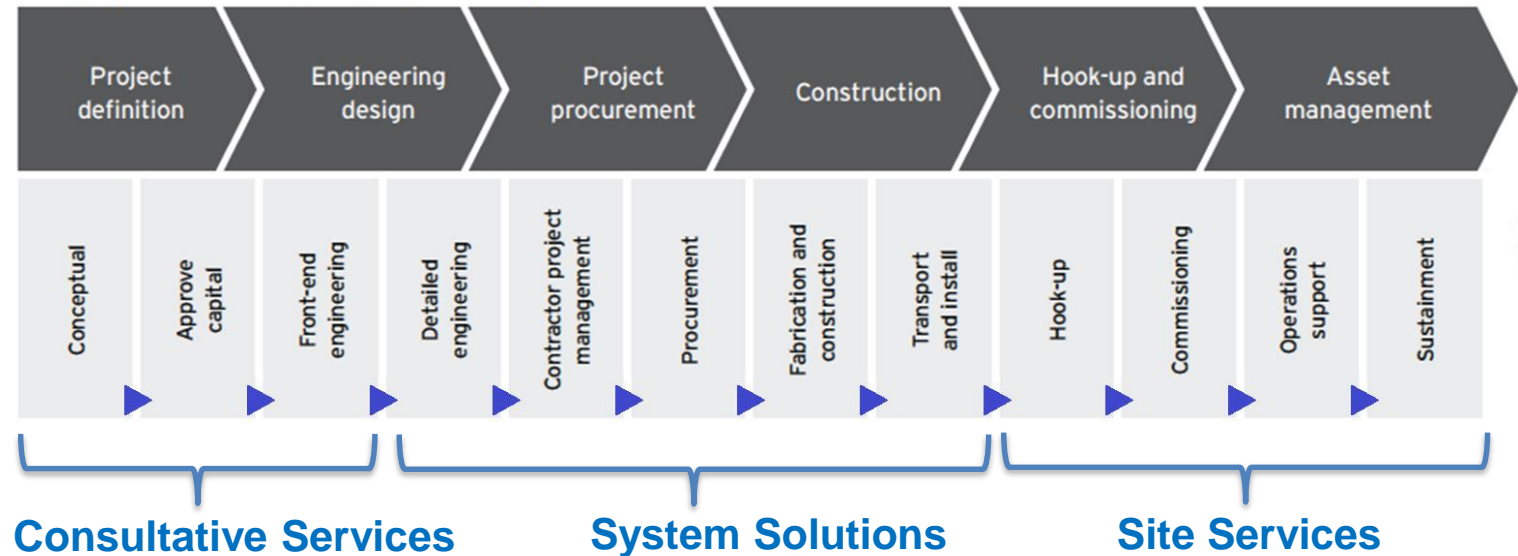 Project
definition
Engineering
design
Project
procurement
Construction
Hook-up and
commissioning
Asset
management
Conceptual
Approve
capital
Front-end
engineering
Detailed
engineering
Contractor project
management
Procurement
Fabrication and
construction
Transport
and install
Hook-up
Commissioning
Operations
support
Sustainment
Consultative Services
System Solutions
Site Services